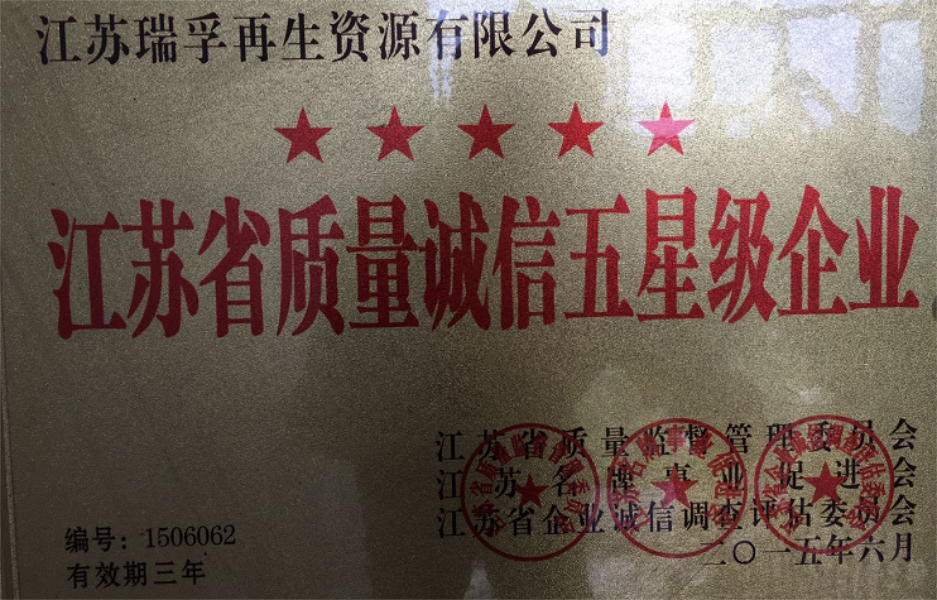 江苏瑞孚再生资源有限公司
江苏省质量诚信五星级企业
江苏省质量监督管理委员会
江苏名牌事业促进会
江苏省企业诚信调查评估委员会
二〇一五年六月
编号：1506062
有效期三年